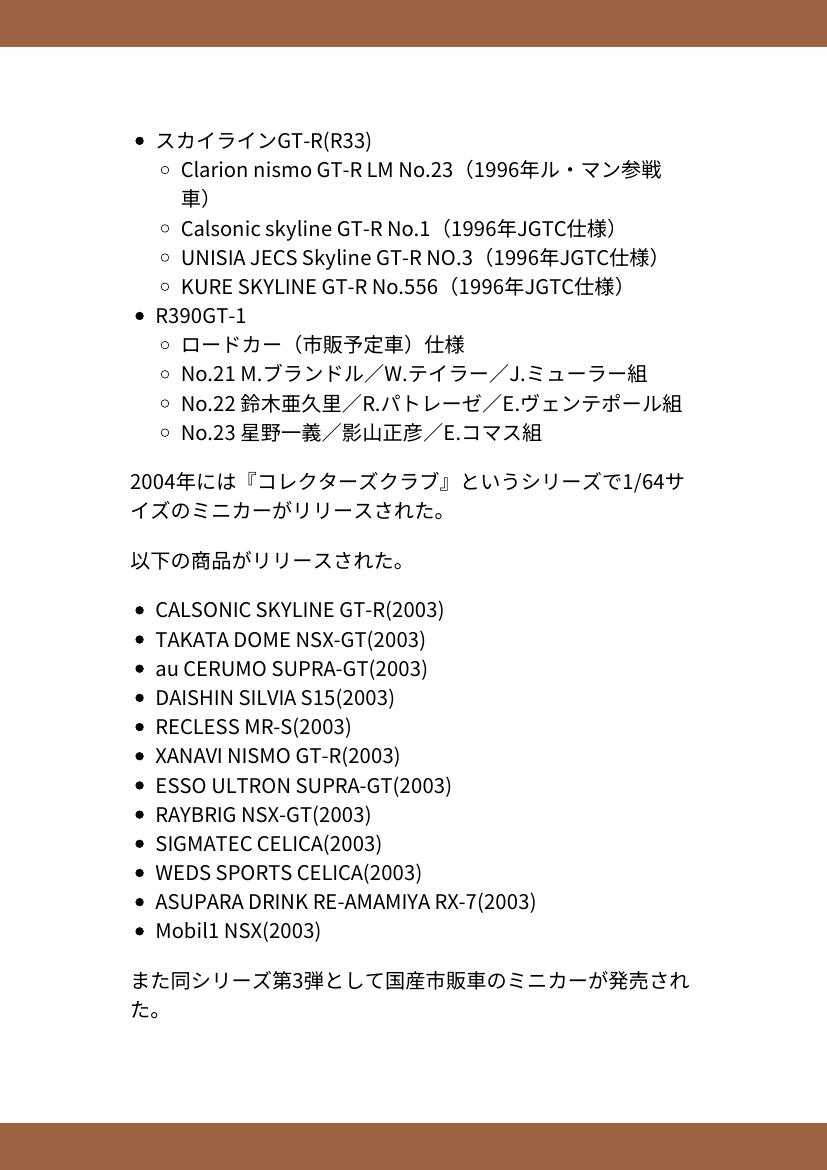 スカイラインGT-R(R33)
Clarion nismo GT-R LM No.23（1996年ル・マン参戦
車）
Calsonic skyline GT-R No.1（1996年JGTC仕様）
UNISIA JECS Skyline GT-R NO.3（1996年JGTC仕様）
KURE SKYLINE GT-R No.556（1996年JGTC仕様）
R390GT-1
ロードカー（市販予定車）仕様
No.21 M.ブランドル／W.テイラー／J.ミューラー組
No.22 鈴木亜久里／R.パトレーゼ／E.ヴェンテポール組
No.23 星野一義／影山正彦／E.コマス組
2004年には『コレクターズクラブ』というシリーズで1/64サ
イズのミニカーがリリースされた。
以下の商品がリリースされた。
CALSONIC SKYLINE GT-R(2003)
TAKATA DOME NSX-GT(2003)
au CERUMO SUPRA-GT(2003)
DAISHIN SILVIA S15(2003)
RECLESS MR-S(2003)
XANAVI NISMO GT-R(2003)
ESSO ULTRON SUPRA-GT(2003)
RAYBRIG NSX-GT(2003)
SIGMATEC CELICA(2003)
WEDS SPORTS CELICA(2003)
ASUPARA DRINK RE-AMAMIYA RX-7(2003)
Mobil1 NSX(2003)
また同シリーズ第3弾として国産市販車のミニカーが発売され
た。